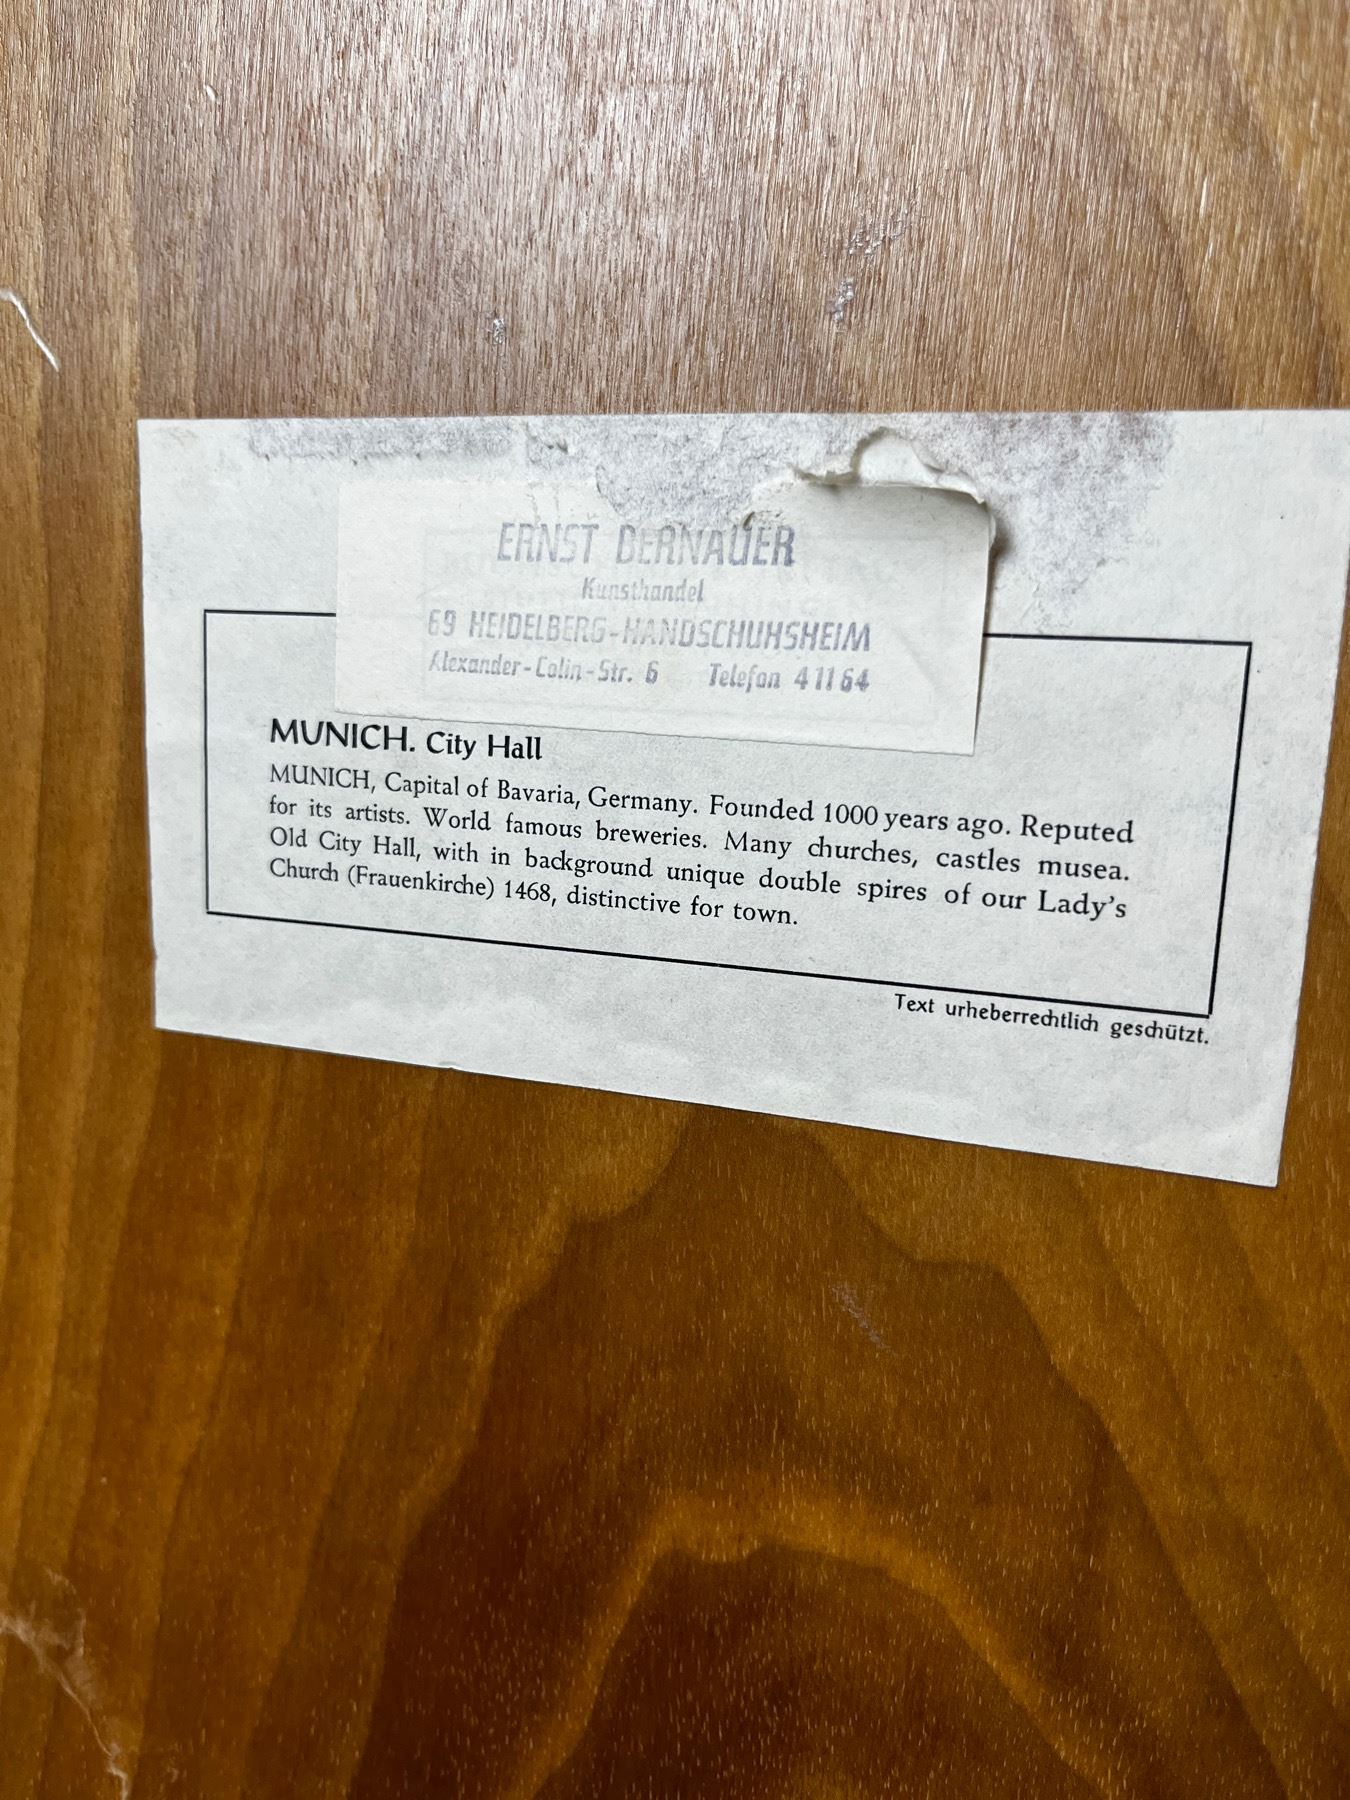 ERNST BERNAUER
Kunsthandel
69 HEIDELBERG-HANDSCHUHSHEIM
Alexander-Colin-Str. 6 Telefon 41164
MUNICH. City Hall
MUNICH, Capital of Bavaria, Germany. Founded 1000 years ago. Reputed
for its artists. World famous breweries. Many churches, castles musea.
Old City Hall, with in background unique double spires of our Lady's
Church (Frauenkirche) 1468, distinctive for town.
Text urheberrechtlich geschützt.